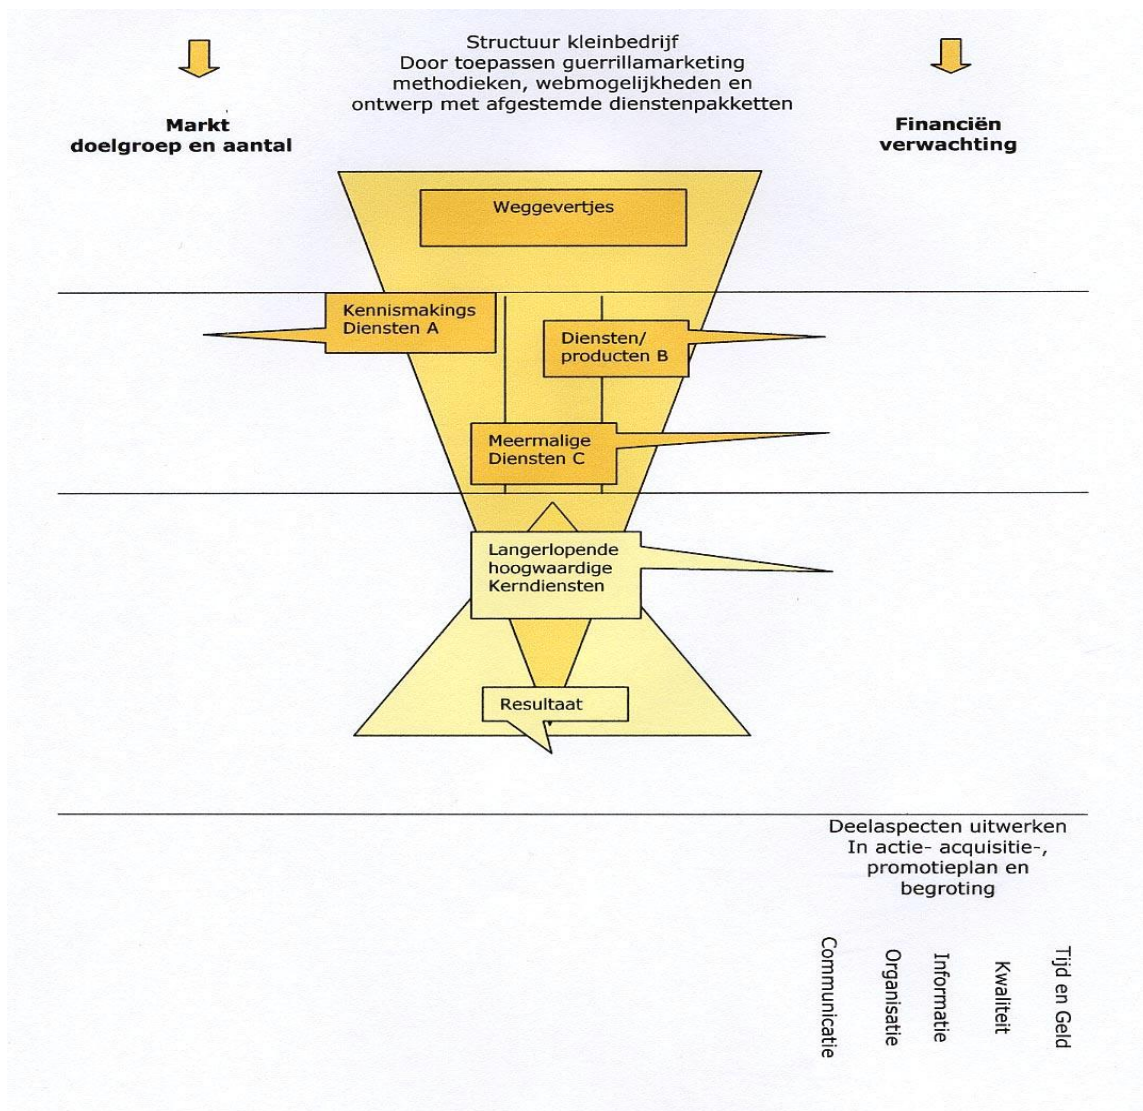 Structuur kleinbedrijf
Door toepassen guerrillamarketing
methodieken, webmogelijkheden en
ontwerp met afgestemde dienstenpakketten
Markt
doelgroep en aantal
Financiën
verwachting
Weggevertjes
Kennismakings
Diensten A
Diensten/
producten B
Meermalige
Diensten C
Langerlopende
hoogwaardige
Kerndiensten
Resultaat
Deelaspecten uitwerken
In actie- acquisitie-,
promotieplan en
begroting
Communicatie
Organisatie
Informatie
Kwaliteit
Tijd en Geld